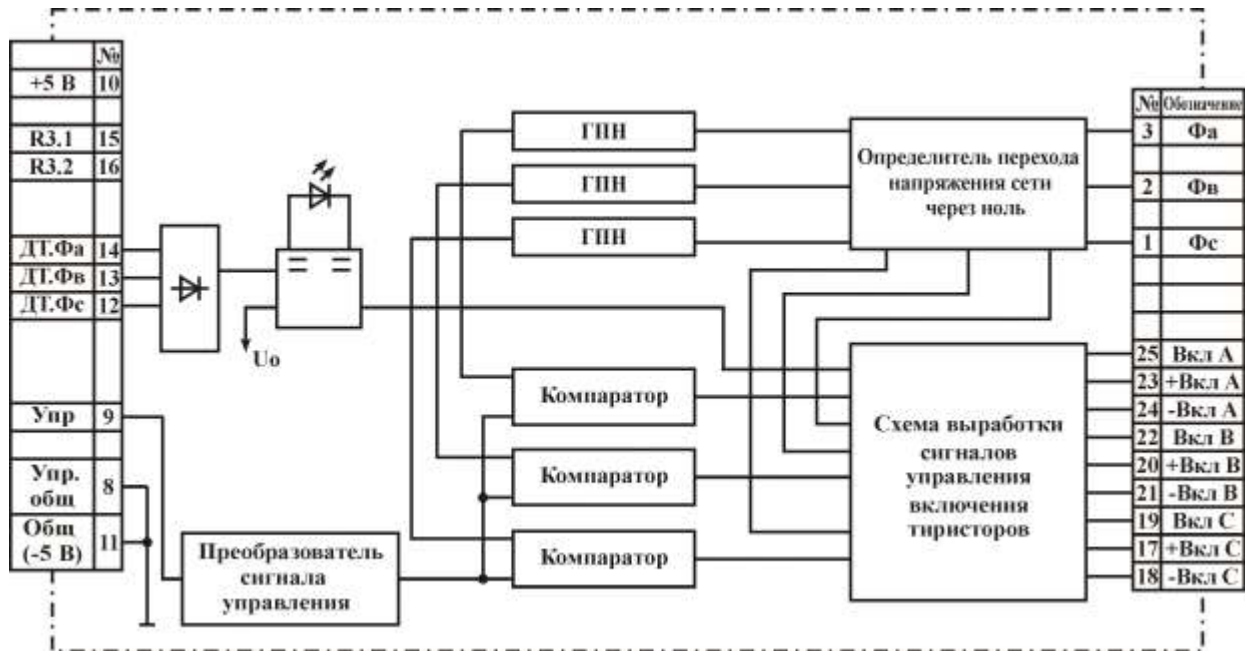 №
+5 В 10
R3.1 15
R3.2 16
ДТ.Фа 14
ДТ.Фв 13
ДТ.Фс 12
Упр 9
Упр.
общ 8
Общ
(-5 В) 11
Uo
Преобразователь
сигнала
управления
ГПН
ГПН
ГПН
Компаратор
Компаратор
Компаратор
Определитель перехода
напряжения сети
через ноль
Схема выработки
сигналов
управления
включения
тиристоров
№ Обозначение
3 Фа
2 Фв
1 Фс
25 Вкл А
23 +Вкл А
24 -Вкл А
22 Вкл В
20 +Вкл В
21 -Вкл В
19 Вкл С
17 +Вкл С
18 -Вкл С